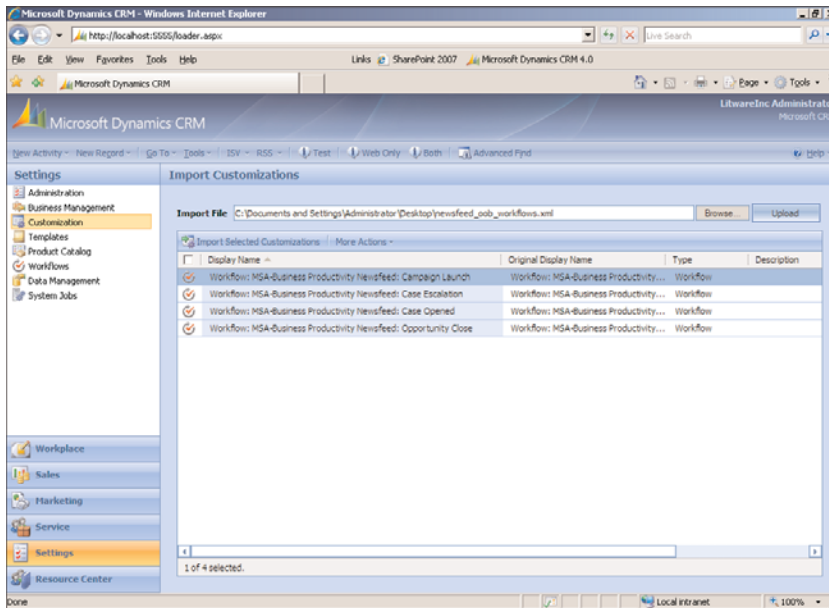 Microsoft Dynamics CRM - Windows Internet Explorer
http://localhost:5555/loader.aspx
Live Search
File Edit View Favorites Tools Help
Links SharePoint 2007 Microsoft Dynamics CRM 4.0
Microsoft Dynamics CRM
Page Tools
Microsoft Dynamics CRM
LitwareInc Administrat
Microsoft CR
New Activity New Record Go To Tools ISV RSS Test Web Only Both Advanced Find Help
Settings
Administration
Business Management
Customization
Templates
Product Catalog
Workflows
Data Management
System Jobs
Workplace
Sales
Marketing
Service
Settings
Resource Center
Import Customizations
Import File C:\Documents and Settings\Administrator\Desktop\newsfeed_oob_workflows.xml Browse... Upload
Import Selected Customizations More Actions
Display Name Original Display Name Type Description
Workflow: MSA-Business Productivity Newsfeed: Campaign Launch Workflow: MSA-Business Productivity... Workflow
Workflow: MSA-Business Productivity Newsfeed: Case Escalation Workflow: MSA-Business Productivity... Workflow
Workflow: MSA-Business Productivity Newsfeed: Case Opened Workflow: MSA-Business Productivity... Workflow
Workflow: MSA-Business Productivity Newsfeed: Opportunity Close Workflow: MSA-Business Productivity... Workflow
1 of 4 selected.
Done Local intranet 100%